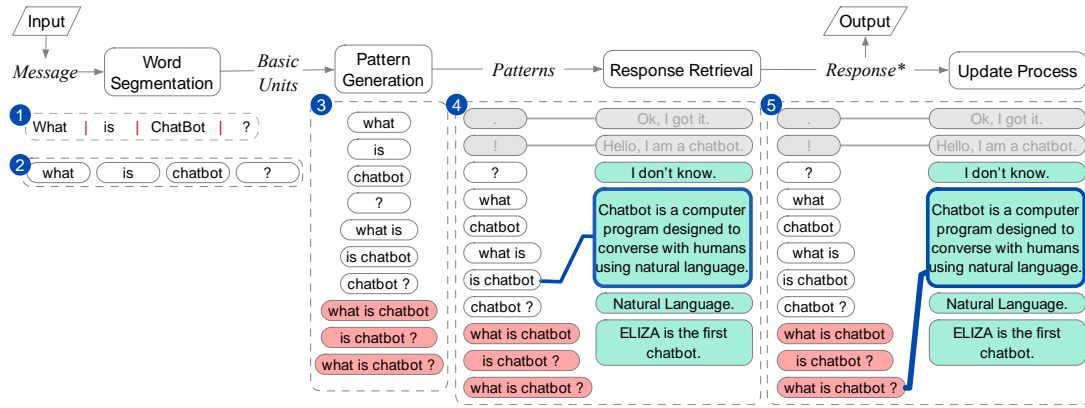 Input
Output
Message
Word
Segmentation
Basic
Units
Pattern
Generation
Patterns
Response Retrieval
Response*
Update Process
1
What | is | ChatBot | ?
2
what is chatbot ?
3
what
is
chatbot
?
what is
is chatbot
chatbot ?
what is chatbot
is chatbot ?
what is chatbot ?
4
.
!
?
what
chatbot
what is
is chatbot
chatbot ?
what is chatbot
is chatbot ?
what is chatbot ?
Ok, I got it.
Hello, I am a chatbot.
I don't know.
Chatbot is a computer
program designed to
converse with humans
using natural language.
Natural Language.
ELIZA is the first
chatbot.
5
.
!
?
what
chatbot
what is
is chatbot
chatbot ?
what is chatbot
is chatbot ?
what is chatbot ?
Ok, I got it.
Hello, I am a chatbot.
I don't know.
Chatbot is a computer
program designed to
converse with humans
using natural language.
Natural Language.
ELIZA is the first
chatbot.